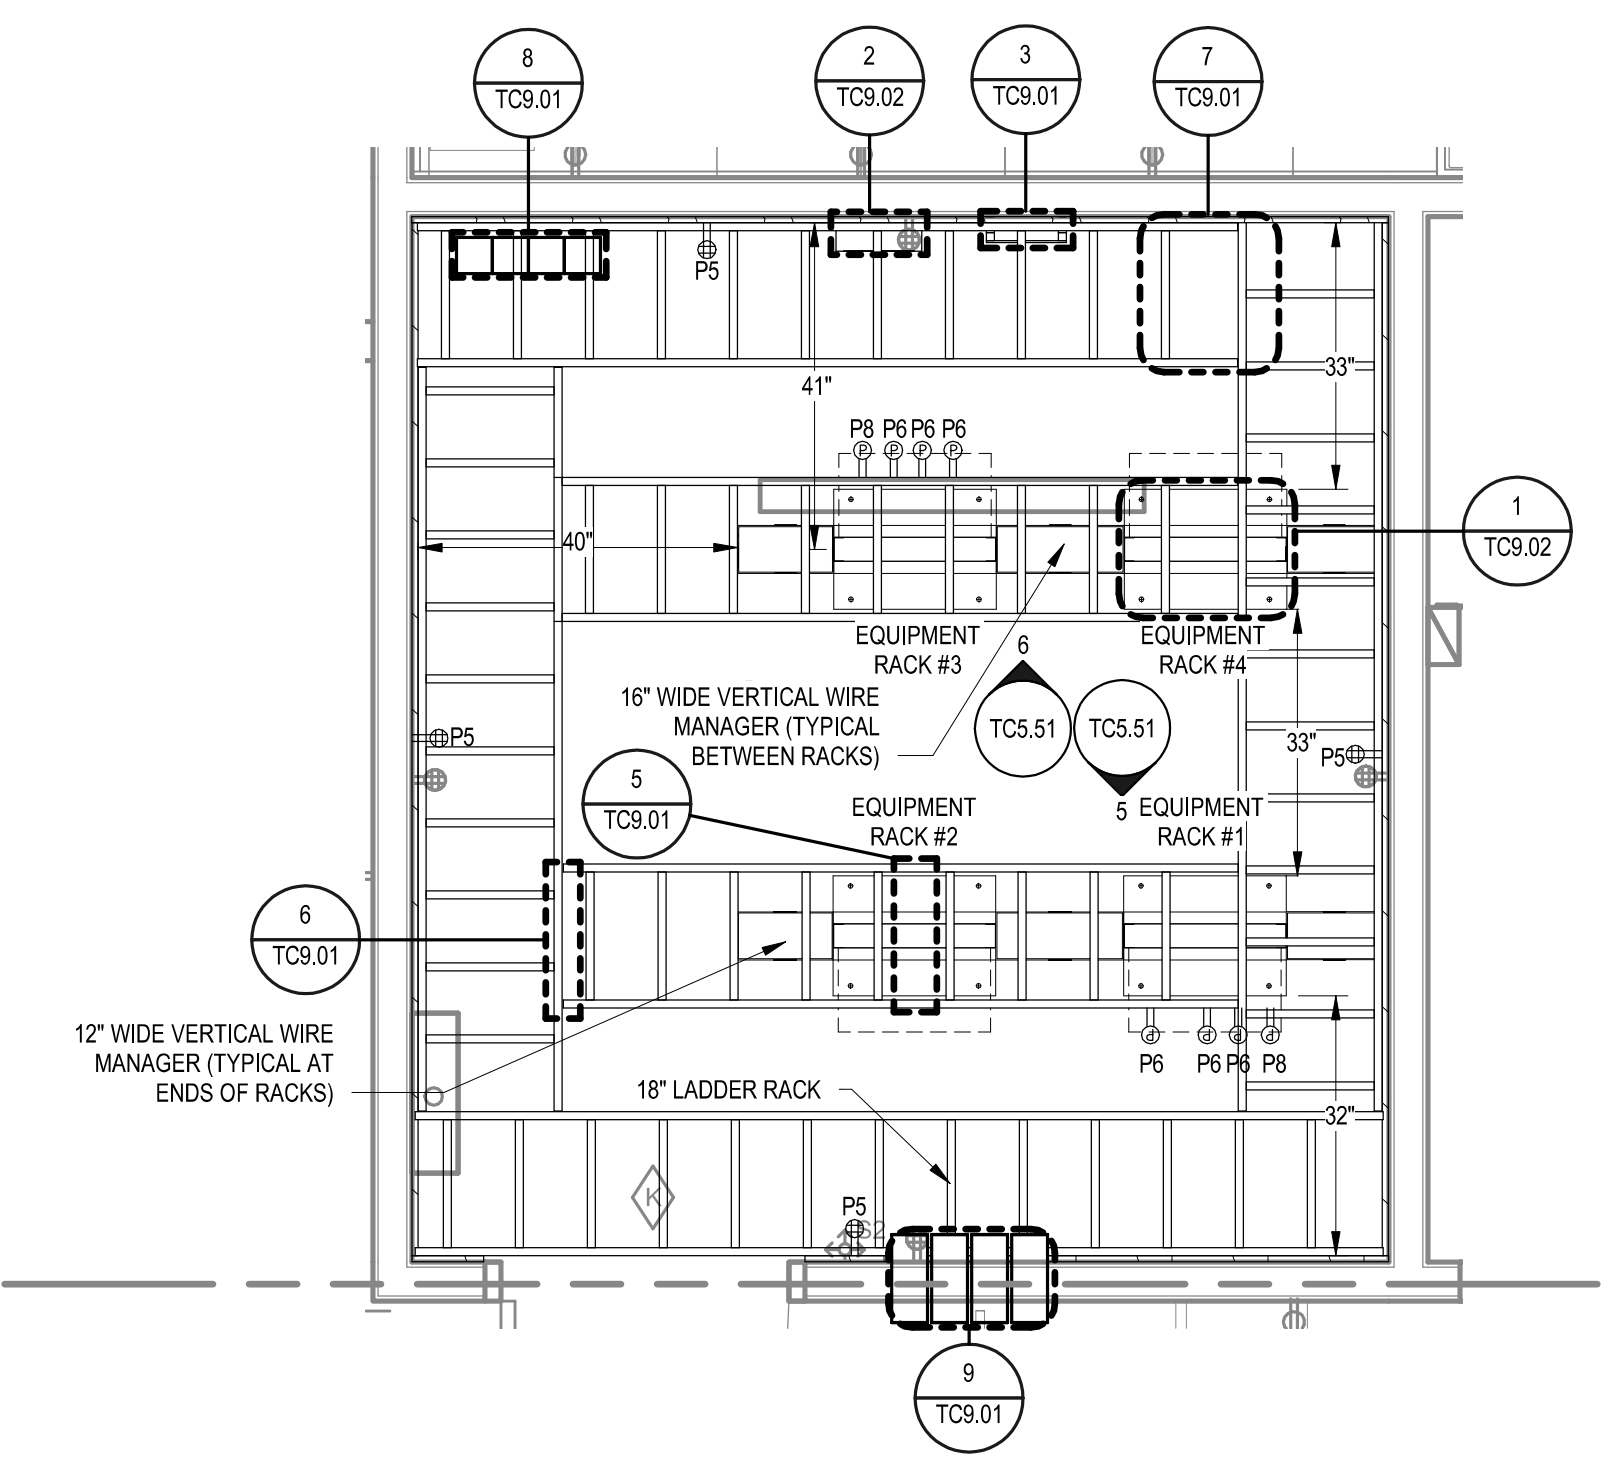 8
TC9.01
2
TC9.02
3
TC9.01
7
TC9.01
P5
41"
33"
P8 P6 P6 P6
P P P P
1
TC9.02
40"
EQUIPMENT
RACK #3
EQUIPMENT
RACK #4
6
TC5.51
TC5.51
5
16" WIDE VERTICAL WIRE
MANAGER (TYPICAL
BETWEEN RACKS)
P5
33"
P5
5
TC9.01
EQUIPMENT
RACK #2
EQUIPMENT
RACK #1
6
TC9.01
12" WIDE VERTICAL WIRE
MANAGER (TYPICAL AT
ENDS OF RACKS)
P P P P
P6 P6 P6 P8
18" LADDER RACK
32"
K
P5
S2
9
TC9.01